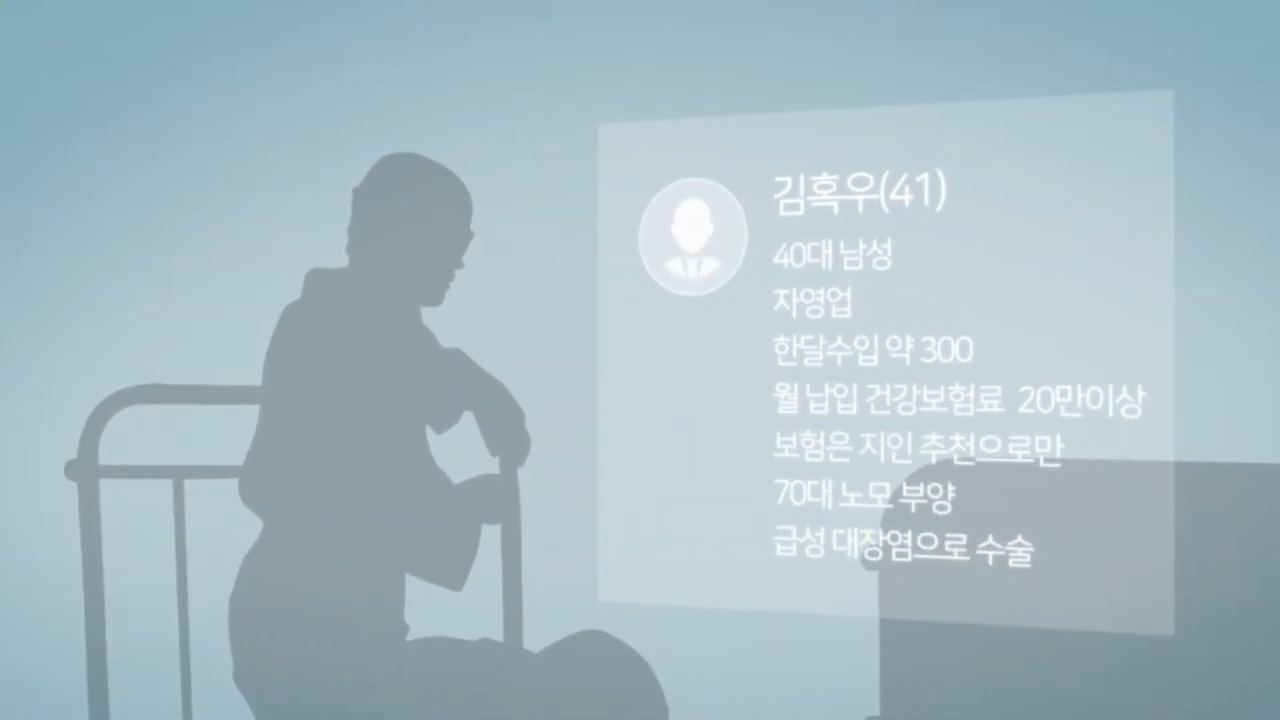 김혹우(41)
40대 남성
자영업
한달수입 약 300
월 납입 건강보험료 20만이상
보험은 지인 추천으로만
70대 노모 부양
급성 대장염으로 수술